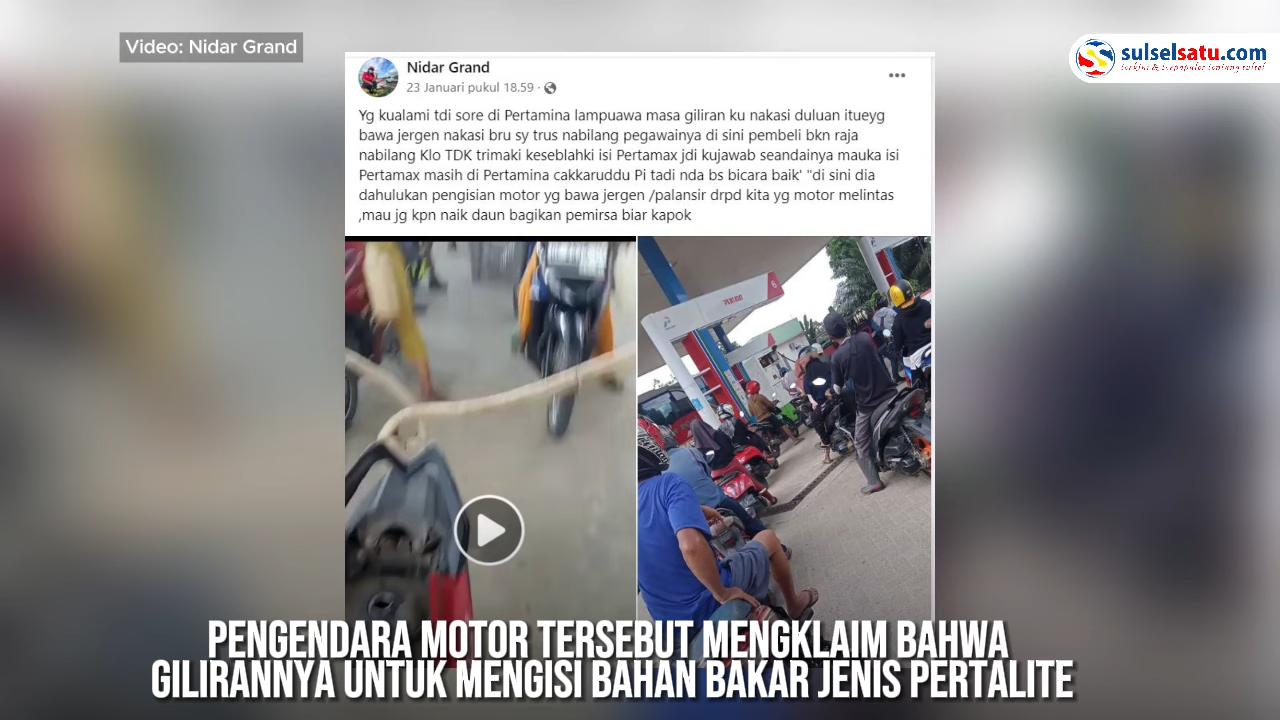 Video: Nidar Grand
sulselsatu.com
terkini & terpopuler tentang sulsel
Nidar Grand
23 Januari pukul 18.59
Yg kualami tdi sore di Pertamina lampuawa masa giliran ku nakasi duluan itueyg
bawa jergen nakasi bru sy trus nabilang pegawainya di sini pembeli bkn raja
nabilang Klo TDK trimaki keseblahki isi Pertamax jdi kujawab seandainya mauka isi
Pertamax masih di Pertamina cakkaruddu Pi tadi nda bs bicara baik' "di sini dia
dahulukan pengisian motor yg bawa jergen /palansir drpd kita yg motor melintas
,mau jg kpn naik daun bagikan pemirsa biar kapok
6
PENGENDARA MOTOR TERSEBUT MENGKLAIM BAHWA
GILIRANNYA UNTUK MENGISI BAHAN BAKAR JENIS PERTALITE